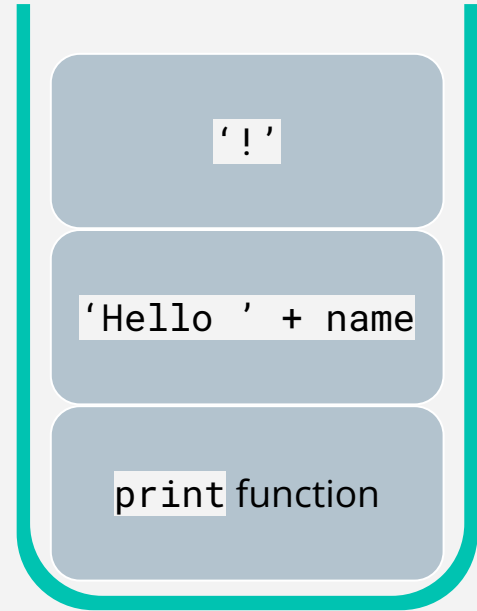 ‘!’
‘Hello ’ + name
print function